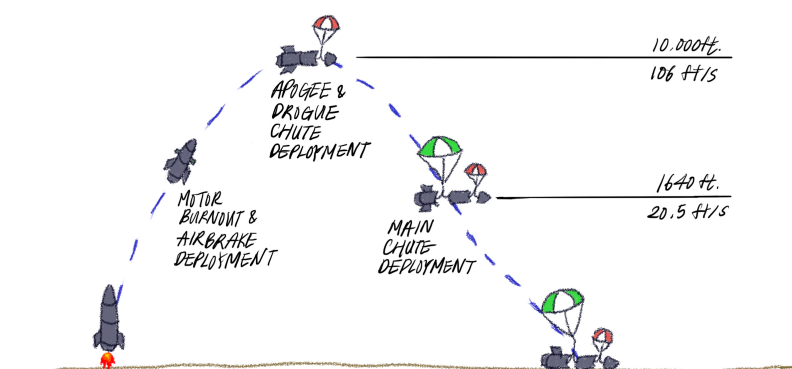 10.000ft.
106 ft/s
APOGEE &
DROGUE
CHUTE
DEPLOYMENT
1640 ft.
20.5 ft/s
MOTOR
BURNOUT &
AIRBRAKE
DEPLOYMENT
MAIN
CHUTE
DEPLOYMENT